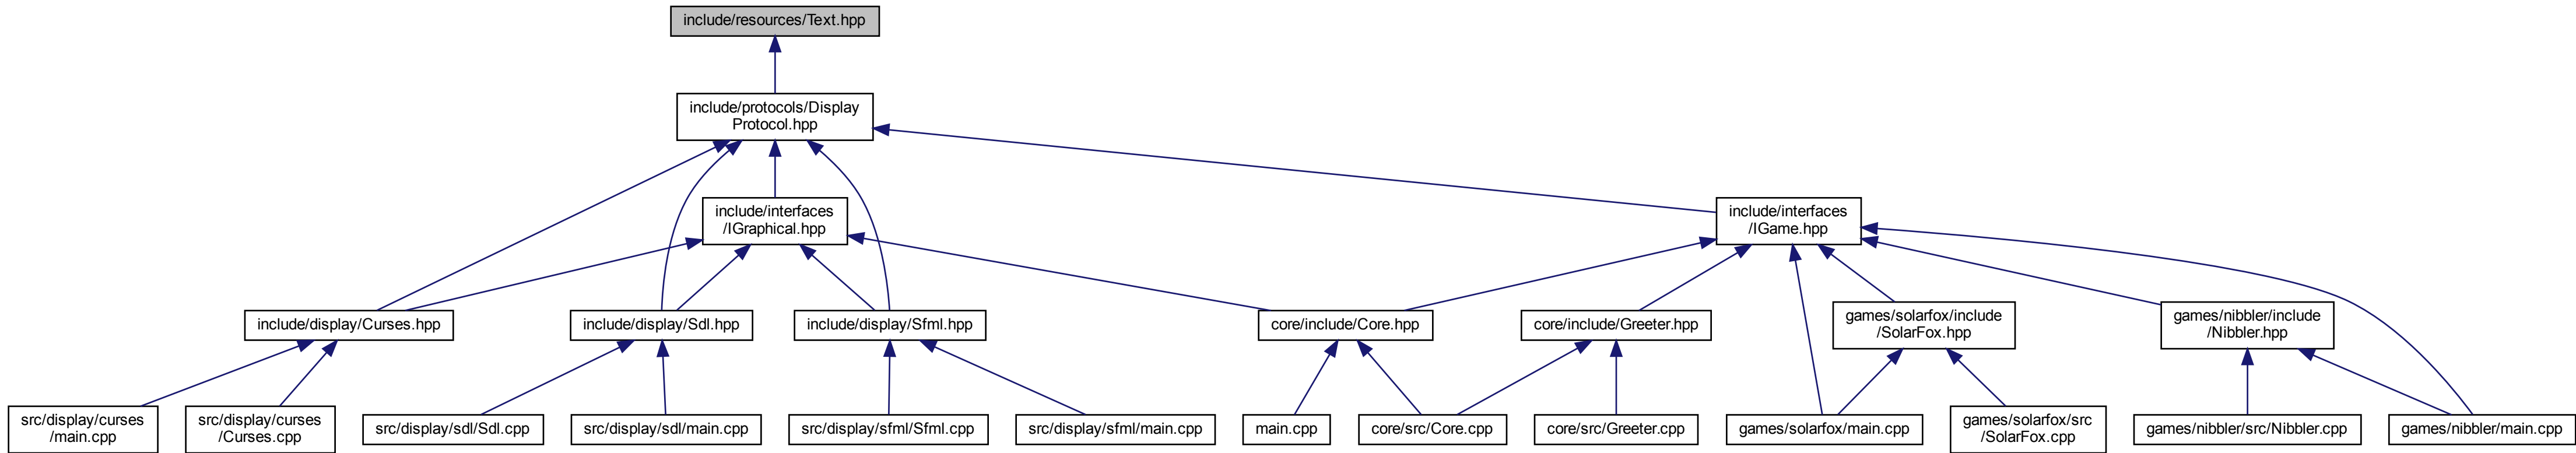 include/resources/Text.hpp
include/protocols/Display
Protocol.hpp
include/interfaces
/IGraphical.hpp
include/interfaces
/IGame.hpp
include/display/Curses.hpp
include/display/Sdl.hpp
include/display/Sfml.hpp
core/include/Core.hpp
core/include/Greeter.hpp
games/solarfox/include
/SolarFox.hpp
games/nibbler/include
/Nibbler.hpp
src/display/curses
/main.cpp
src/display/curses
/Curses.cpp
src/display/sdl/Sdl.cpp
src/display/sdl/main.cpp
src/display/sfml/Sfml.cpp
src/display/sfml/main.cpp
main.cpp
core/src/Core.cpp
core/src/Greeter.cpp
games/solarfox/main.cpp
games/solarfox/src
/SolarFox.cpp
games/nibbler/src/Nibbler.cpp
games/nibbler/main.cpp